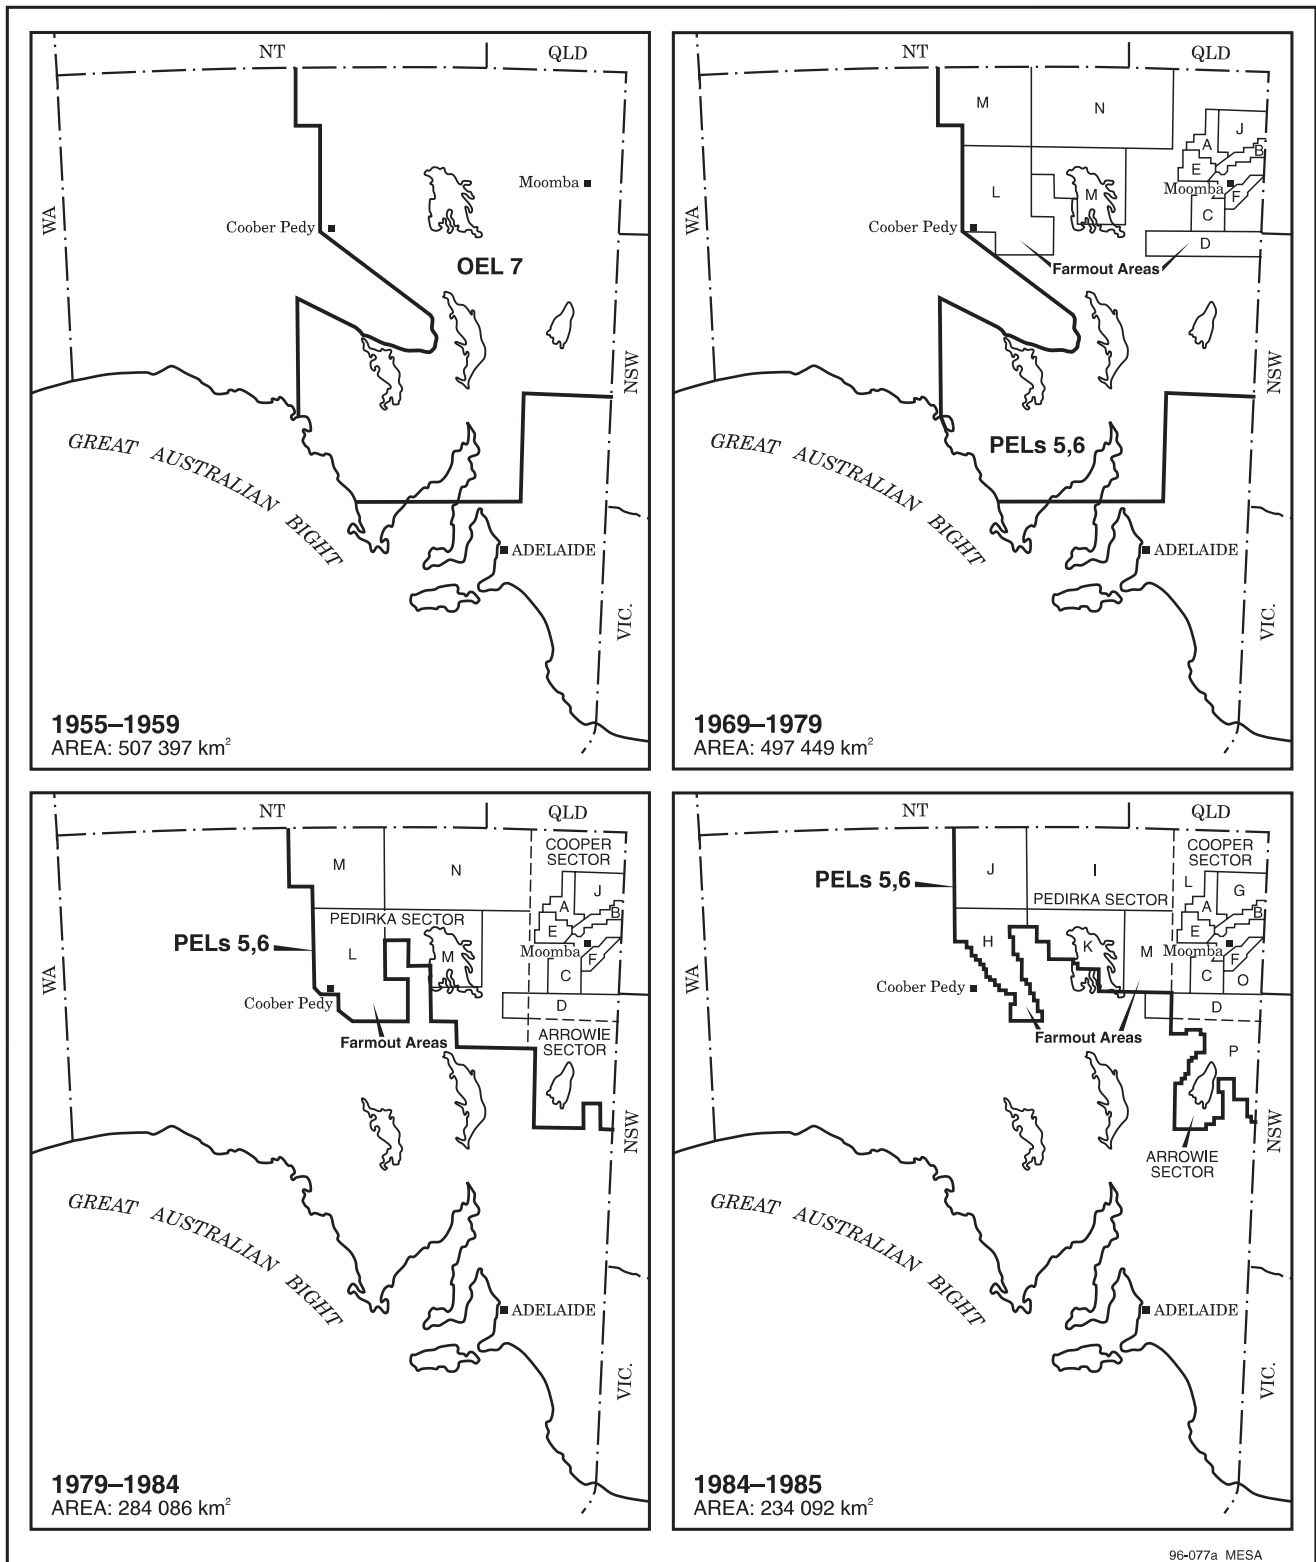 NT
QLD
WA
Moomba
Coober Pedy
OEL 7
NSW
GREAT AUSTRALIAN BIGHT
ADELAIDE
VIC.
1955–1959
AREA: 507 397 km²
NT
QLD
M
N
J
A
B
E
Moomba
WA
L
M
F
C
Coober Pedy
D
Farmout Areas
NSW
PELs 5,6
GREAT AUSTRALIAN BIGHT
ADELAIDE
VIC.
1969–1979
AREA: 497 449 km²
NT
QLD
COOPER
SECTOR
M
N
J
A
B
PEDIRKA SECTOR
E
PELs 5,6
Moomba
L
M
F
WA
C
Coober Pedy
D
Farmout Areas
ARROWIE
SECTOR
NSW
GREAT AUSTRALIAN BIGHT
ADELAIDE
VIC.
1979–1984
AREA: 284 086 km²
NT
QLD
COOPER
SECTOR
J
I
L
G
PELs 5,6
PEDIRKA SECTOR
A
B
E
H
K
M
Moomba
F
WA
C
O
Coober Pedy
D
Farmout Areas
P
NSW
ARROWIE
SECTOR
GREAT AUSTRALIAN BIGHT
ADELAIDE
VIC.
1984–1985
AREA: 234 092 km²
96-077a MESA